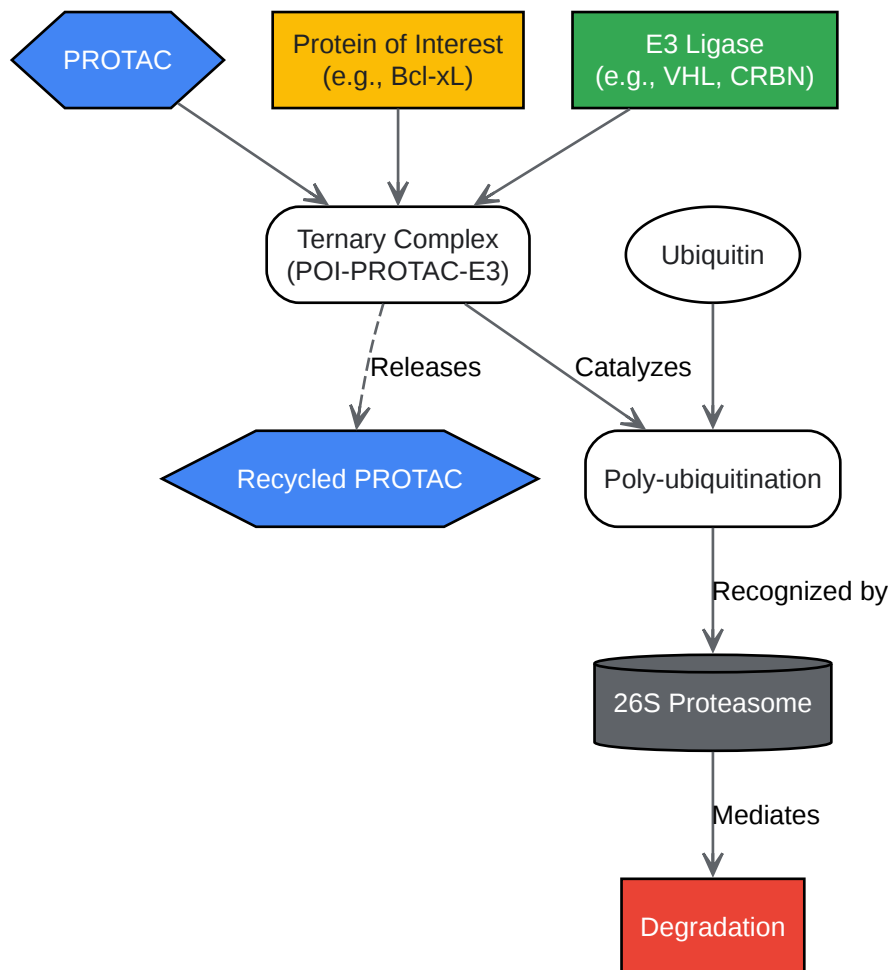 PROTAC
Protein of Interest
(e.g., Bcl-xL)
E3 Ligase
(e.g., VHL, CRBN)
Ternary Complex
(POI-PROTAC-E3)
Ubiquitin
Releases
Catalyzes
Recycled PROTAC
Poly-ubiquitination
Recognized by
26S Proteasome
Mediates
Degradation